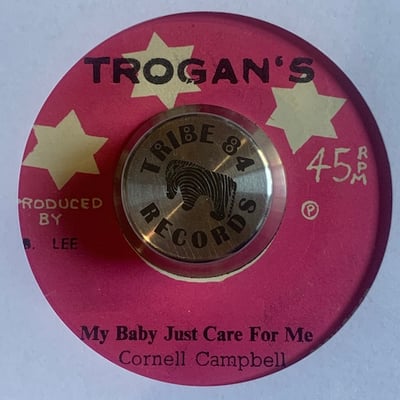 TROGAN'S
TRIBE 84
RECORDS
45 RPM
PRODUCED
BY
B. LEE
℗
My Baby Just Care For Me
Cornell Campbell